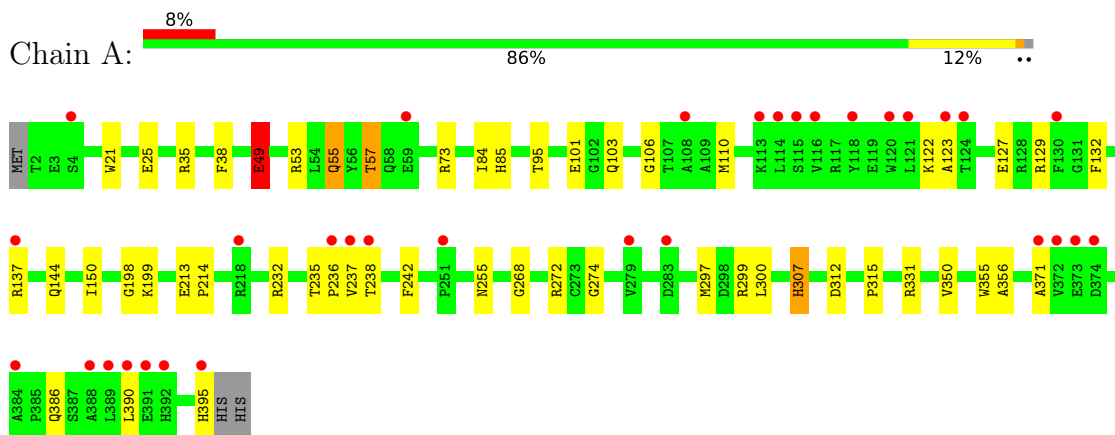 8%
Chain A:
86% 12% ••
MET T2 E3 S4 W21 E25 R35 F38 E49 R53 L54 Q55 Y56 T57 Q58 E59 R73 I84 H85 T95 E101 G102 Q103 G106 T107 A108 A109 M110 K113 L114 S115 V116 R117 Y118 E119 W120 L121 K122 A123 T124 E127 R128 R129 F130 G131 F132
R137 Q144 I150 G198 K199 E213 P214 R218 R232 T235 P236 V237 T238 F242 P251 N255 G268 R272 C273 G274 V279 D283 M297 D298 R299 L300 H307 D312 P315 R331 V350 W355 A356 A371 V372 E373 D374
A384 P385 Q386 S387 A388 L389 L390 E391 H392 H395 HIS HIS